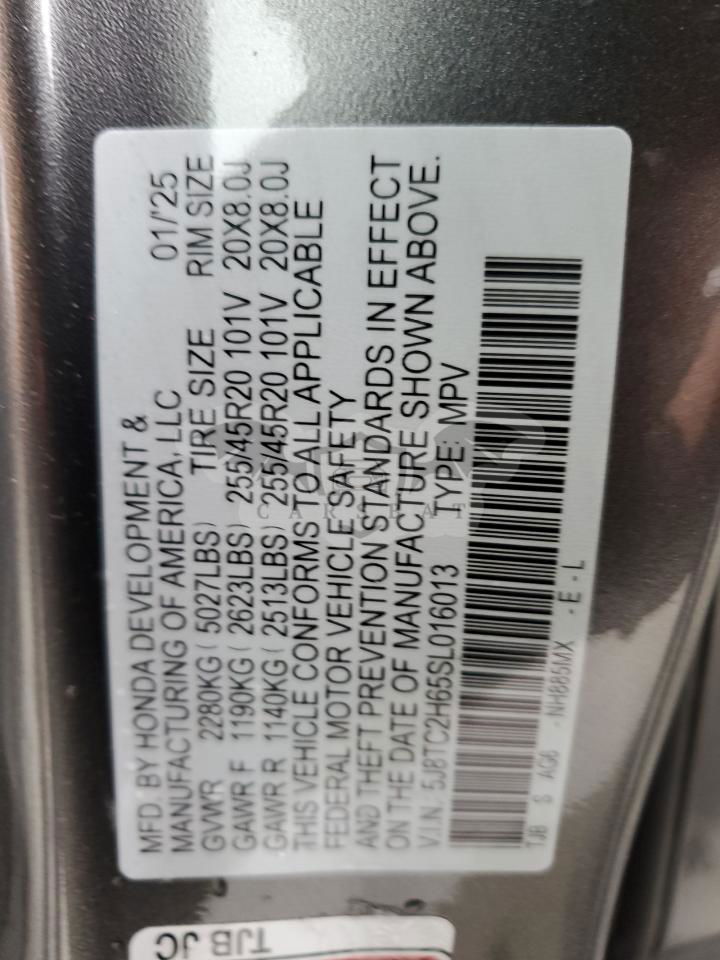 MFD. BY HONDA DEVELOPMENT &
MANUFACTURING OF AMERICA, LLC 01/'25
GVWR 2280KG ( 5027LBS) TIRE SIZE RIM SIZE
GAWR F 1190KG ( 2623LBS) 255/45R20 101V 20X8.0J
GAWR R 1140KG ( 2513LBS) 255/45R20 101V 20X8.0J
THIS VEHICLE CONFORMS TO ALL APPLICABLE
FEDERAL MOTOR VEHICLE SAFETY
AND THEFT PREVENTION STANDARDS IN EFFECT
ON THE DATE OF MANUFACTURE SHOWN ABOVE.
V.I.N. 5J8TC2H65SL016013 TYPE: MPV
TJB S AG6 -NH885MX -E-L
TJB JC
CARSBAT